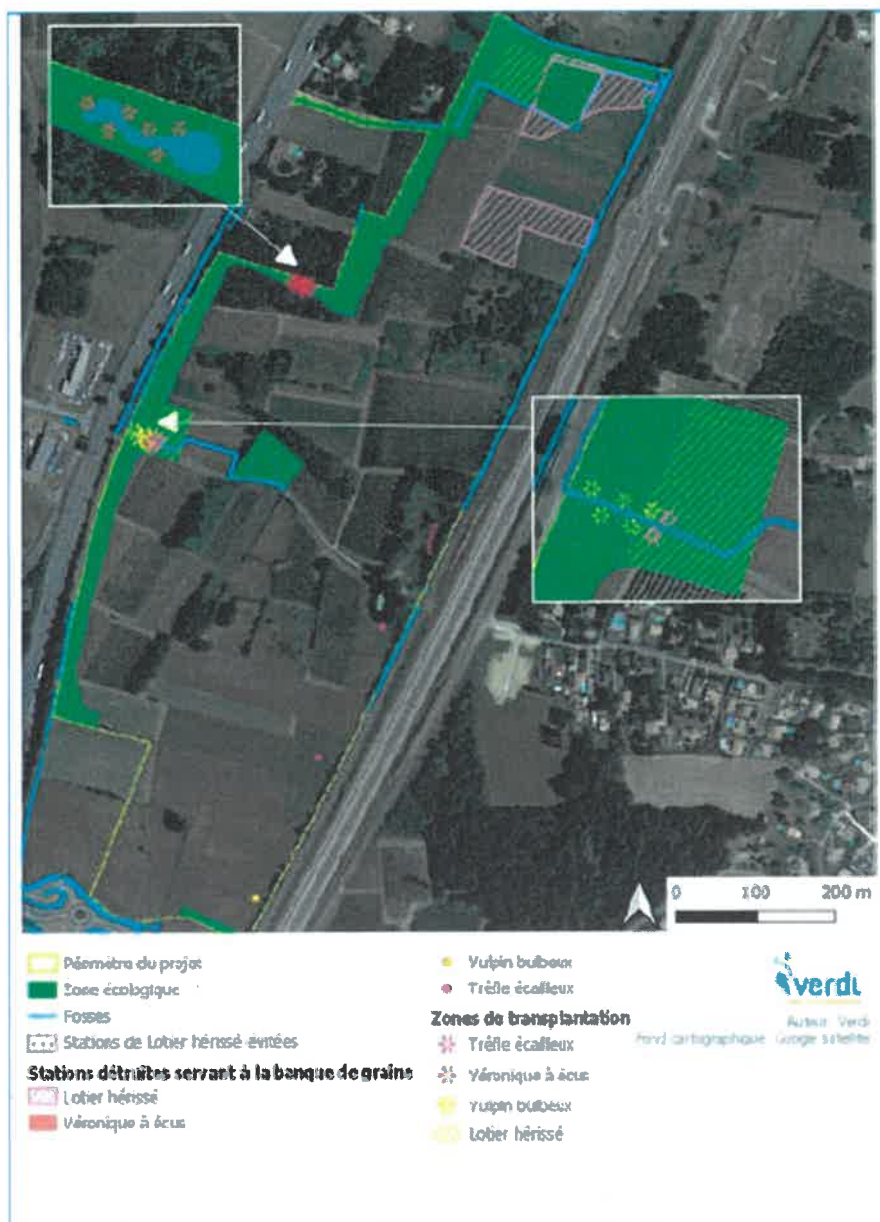 0 100 200 m
Périmètre du projet
Zone écologique
Fosses
Stations de Lotier hérissé évitées
Stations détruites servant à la banque de graine
Lotier hérissé
Véronique à écus
Vulpin bulbeux
Trèfle écailleux
Zones de transplantation
Trèfle écailleux
Véronique à écus
Vulpin bulbeux
Lotier hérissé
verdi
Auteur: Verdi
Fond cartographique: Google satellite